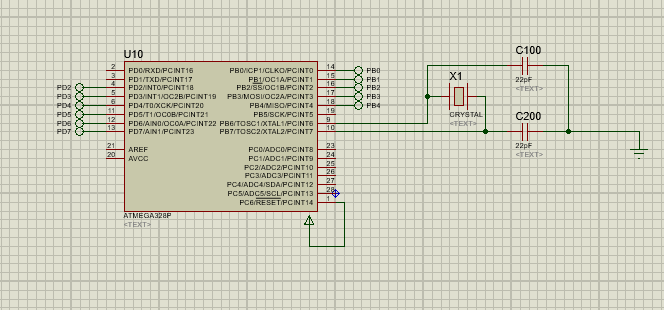 U10
2 PD0/RXD/PCINT16 PB0/ICP1/CLKO/PCINT0 14 PB0
3 PD1/TXD/PCINT17 PB1/OC1A/PCINT1 15 PB1
PD2 4 PD2/INT0/PCINT18 PB2/SS/OC1B/PCINT2 16 PB2
PD3 5 PD3/INT1/OC2B/PCINT19 PB3/MOSI/OC2A/PCINT3 17 PB3
PD4 6 PD4/T0/XCK/PCINT20 PB4/MISO/PCINT4 18 PB4
PD5 11 PD5/T1/OC0B/PCINT21 PB5/SCK/PCINT5 19
PD6 12 PD6/AIN0/OC0A/PCINT22 PB6/TOSC1/XTAL1/PCINT6 9
PD7 13 PD7/AIN1/PCINT23 PB7/TOSC2/XTAL2/PCINT7 10
21 AREF PC0/ADC0/PCINT8 23
20 AVCC PC1/ADC1/PCINT9 24
PC2/ADC2/PCINT10 25
PC3/ADC3/PCINT11 26
PC4/ADC4/SDA/PCINT12 27
PC5/ADC5/SCL/PCINT13 28
PC6/RESET/PCINT14 1
ATMEGA328P
<TEXT>
C100
22pF
<TEXT>
X1
CRYSTAL
<TEXT>
C200
22pF
<TEXT>